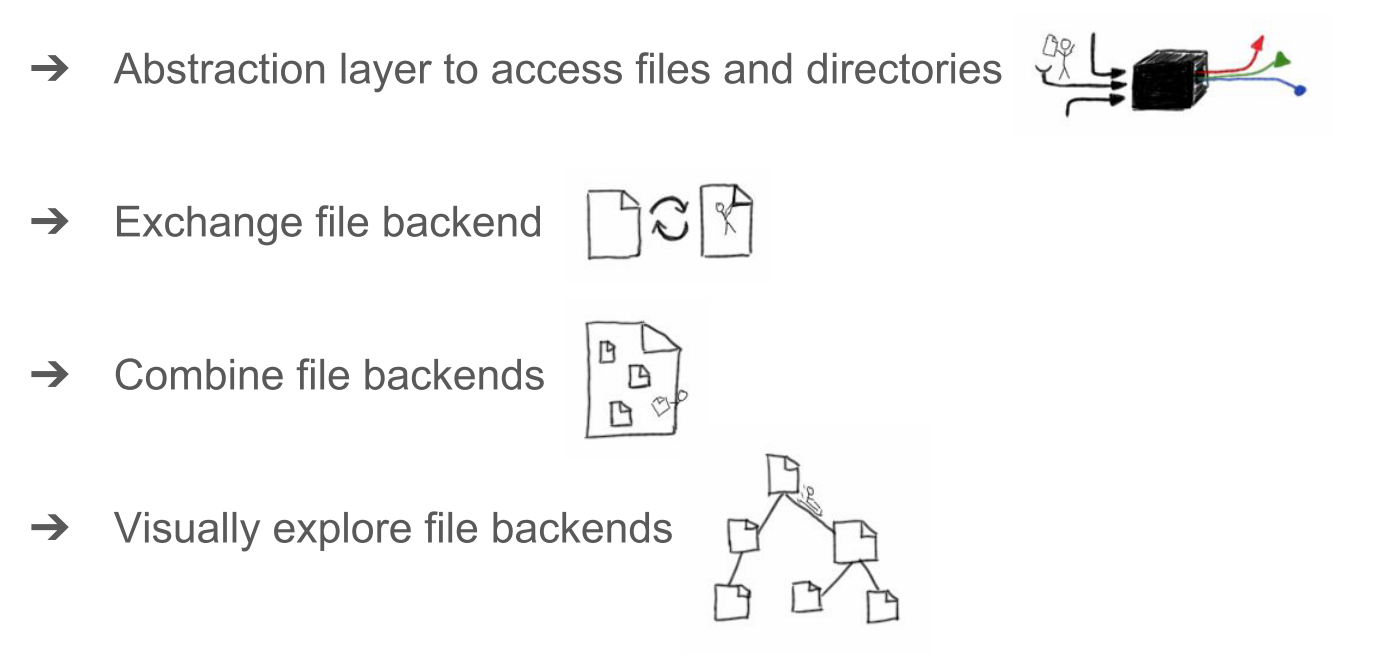 ➔ Abstraction layer to access files and directories
➔ Exchange file backend
➔ Combine file backends
➔ Visually explore file backends